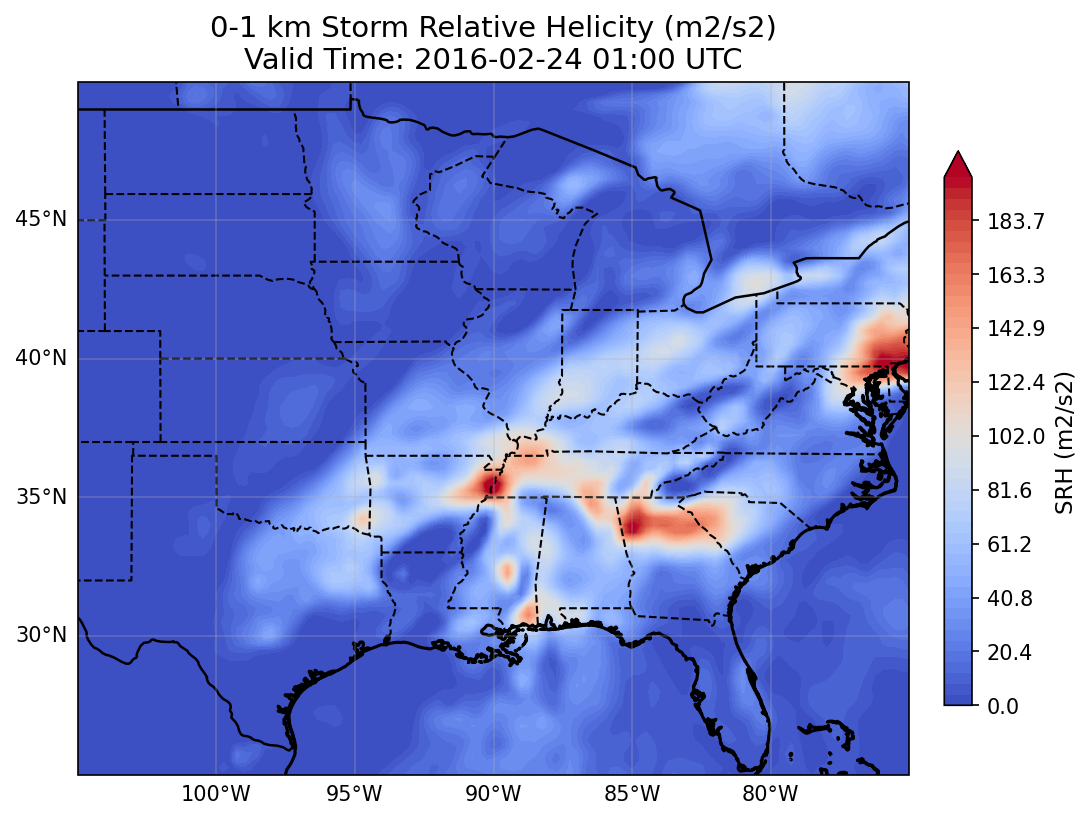 0-1 km Storm Relative Helicity (m2/s2)
Valid Time: 2016-02-24 01:00 UTC
45°N
40°N
35°N
30°N
100°W
95°W
90°W
85°W
80°W
183.7
163.3
142.9
122.4
102.0
81.6
61.2
40.8
20.4
0.0
SRH (m2/s2)